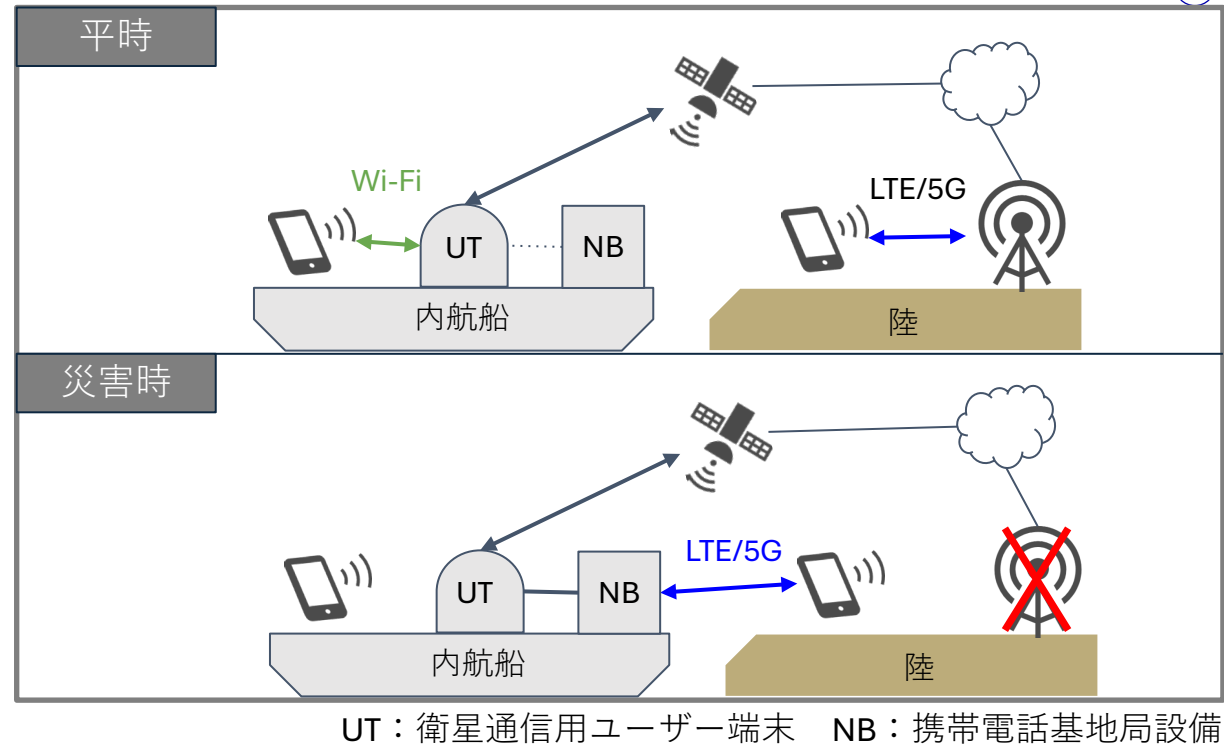 平時
Wi-Fi
LTE/5G
UT
NB
内航船
陸
災害時
LTE/5G
UT
NB
内航船
陸
UT：衛星通信用ユーザー端末　NB：携帯電話基地局設備